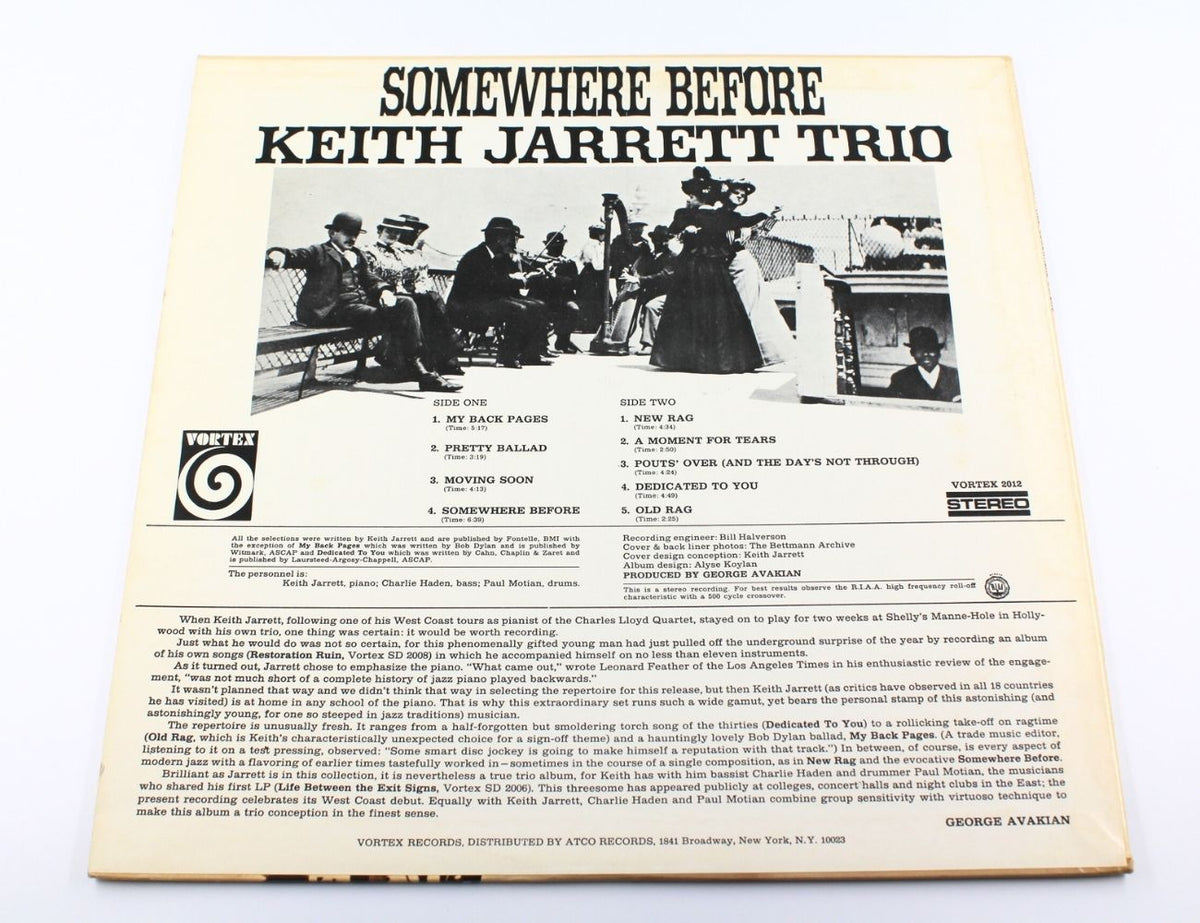 SOMEWHERE BEFORE
KEITH JARRETT TRIO
SIDE ONE
1. MY BACK PAGES
(Time: 5:17)
2. PRETTY BALLAD
(Time: 3:19)
3. MOVING SOON
(Time: 4:13)
4. SOMEWHERE BEFORE
(Time: 6:39)
SIDE TWO
1. NEW RAG
(Time: 4:34)
2. A MOMENT FOR TEARS
(Time: 2:50)
3. POUTS' OVER (AND THE DAY'S NOT THROUGH)
(Time: 4:24)
4. DEDICATED TO YOU
(Time: 4:49)
5. OLD RAG
(Time: 2:25)
VORTEX
VORTEX 2012
STEREO
All the selections were written by Keith Jarrett and are published by Fontelle, BMI with
the exception of My Back Pages which was written by Bob Dylan and is published by
Witmark, ASCAP and Dedicated To You which was written by Cahn, Chaplin & Zaret and
is published by Laursteed-Argosy-Chappell, ASCAP.
The personnel is:
Keith Jarrett, piano; Charlie Haden, bass; Paul Motian, drums.
Recording engineer: Bill Halverson
Cover & back liner photos: The Bettmann Archive
Cover design conception: Keith Jarrett
Album design: Alyse Koylan
PRODUCED BY GEORGE AVAKIAN
This is a stereo recording. For best results observe the R.I.A.A. high frequency roll-off
characteristic with a 500 cycle crossover.
When Keith Jarrett, following one of his West Coast tours as pianist of the Charles Lloyd Quartet, stayed on to play for two weeks at Shelly's Manne-Hole in Holly-
wood with his own trio, one thing was certain: it would be worth recording.
Just what he would do was not so certain, for this phenomenally gifted young man had just pulled off the underground surprise of the year by recording an album
of his own songs (Restoration Ruin, Vortex SD 2008) in which he accompanied himself on no less than eleven instruments.
As it turned out, Jarrett chose to emphasize the piano. "What came out," wrote Leonard Feather of the Los Angeles Times in his enthusiastic review of the engage-
ment, "was not much short of a complete history of jazz piano played backwards."
It wasn't planned that way and we didn't think that way in selecting the repertoire for this release, but then Keith Jarrett (as critics have observed in all 18 countries
he has visited) is at home in any school of the piano. That is why this extraordinary set runs such a wide gamut, yet bears the personal stamp of this astonishing (and
astonishingly young, for one so steeped in jazz traditions) musician.
The repertoire is unusually fresh. It ranges from a half-forgotten but smoldering torch song of the thirties (Dedicated To You) to a rollicking take-off on ragtime
(Old Rag, which is Keith's characteristically unexpected choice for a sign-off theme) and a hauntingly lovely Bob Dylan ballad, My Back Pages. (A trade music editor,
listening to it on a test pressing, observed: "Some smart disc jockey is going to make himself a reputation with that track.") In between, of course, is every aspect of
modern jazz with a flavoring of earlier times tastefully worked in—sometimes in the course of a single composition, as in New Rag and the evocative Somewhere Before.
Brilliant as Jarrett is in this collection, it is nevertheless a true trio album, for Keith has with him bassist Charlie Haden and drummer Paul Motian, the musicians
who shared his first LP (Life Between the Exit Signs, Vortex SD 2006). This threesome has appeared publicly at colleges, concert halls and night clubs in the East; the
present recording celebrates its West Coast debut. Equally with Keith Jarrett, Charlie Haden and Paul Motian combine group sensitivity with virtuoso technique to
make this album a trio conception in the finest sense.
GEORGE AVAKIAN
VORTEX RECORDS, DISTRIBUTED BY ATCO RECORDS, 1841 Broadway, New York, N.Y. 10023